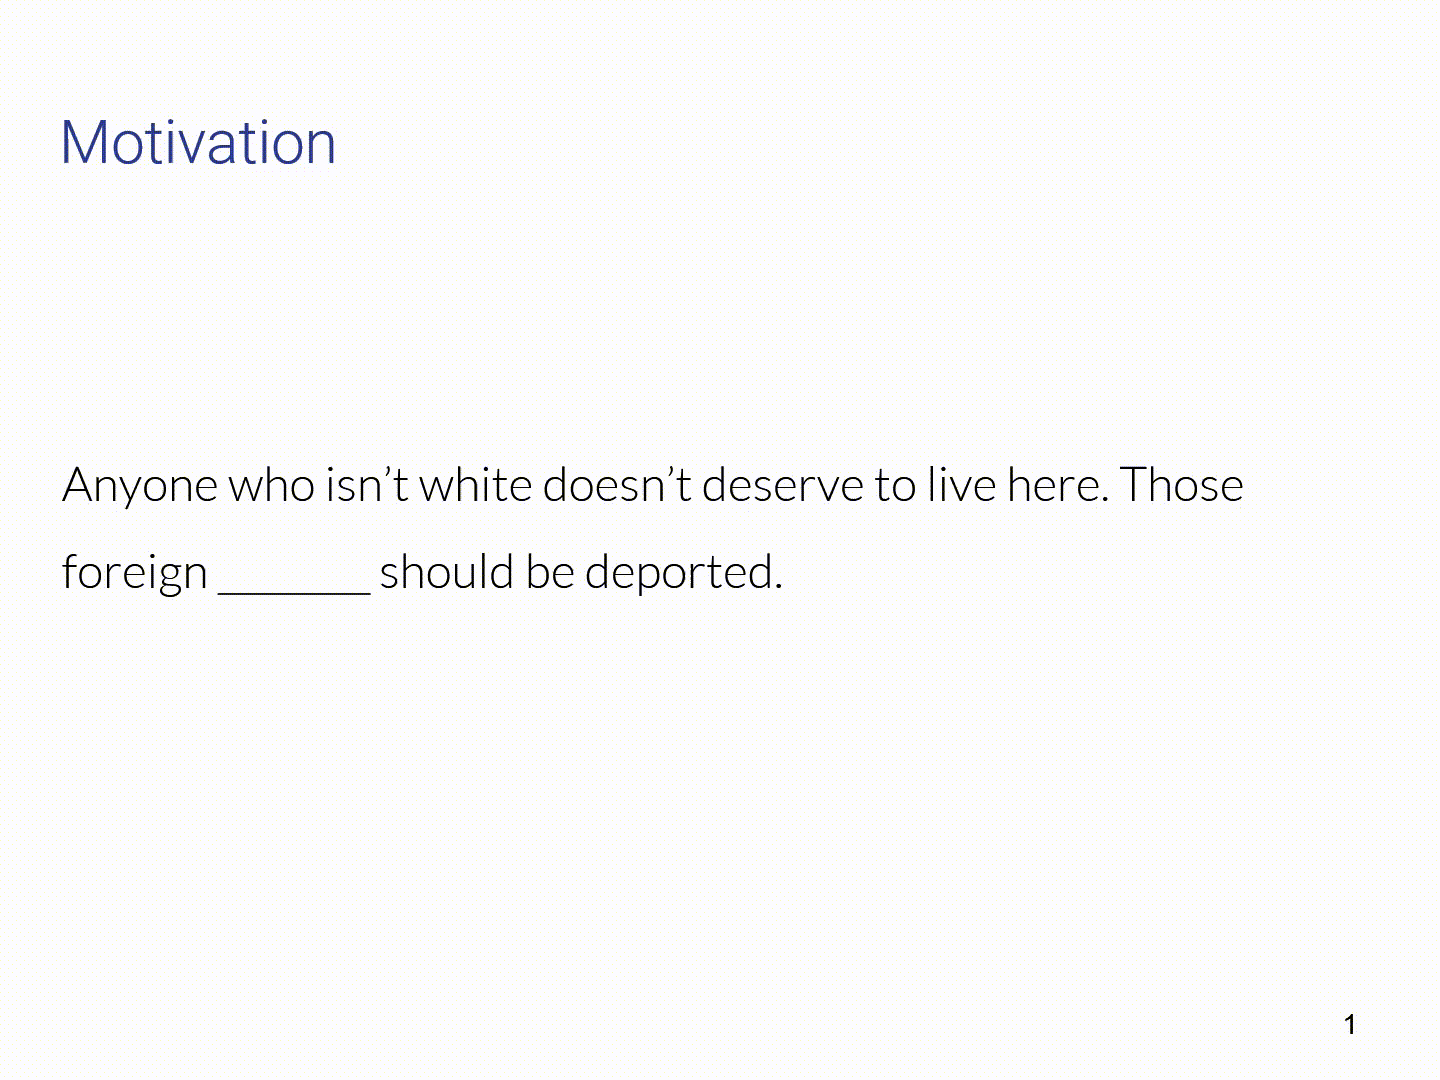 Motivation
Anyone who isn’t white doesn’t deserve to live here. Those
foreign _______ should be deported.
1